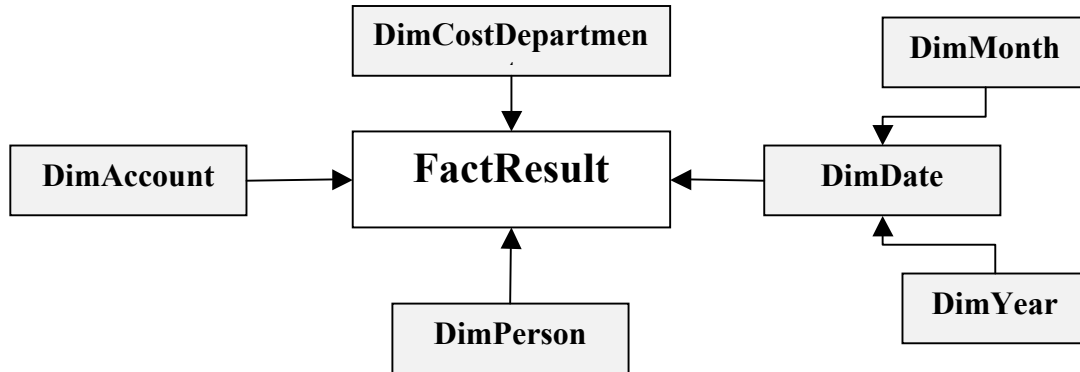 DimCostDepartmen
DimMonth
DimAccount
FactResult
DimDate
DimYear
DimPerson